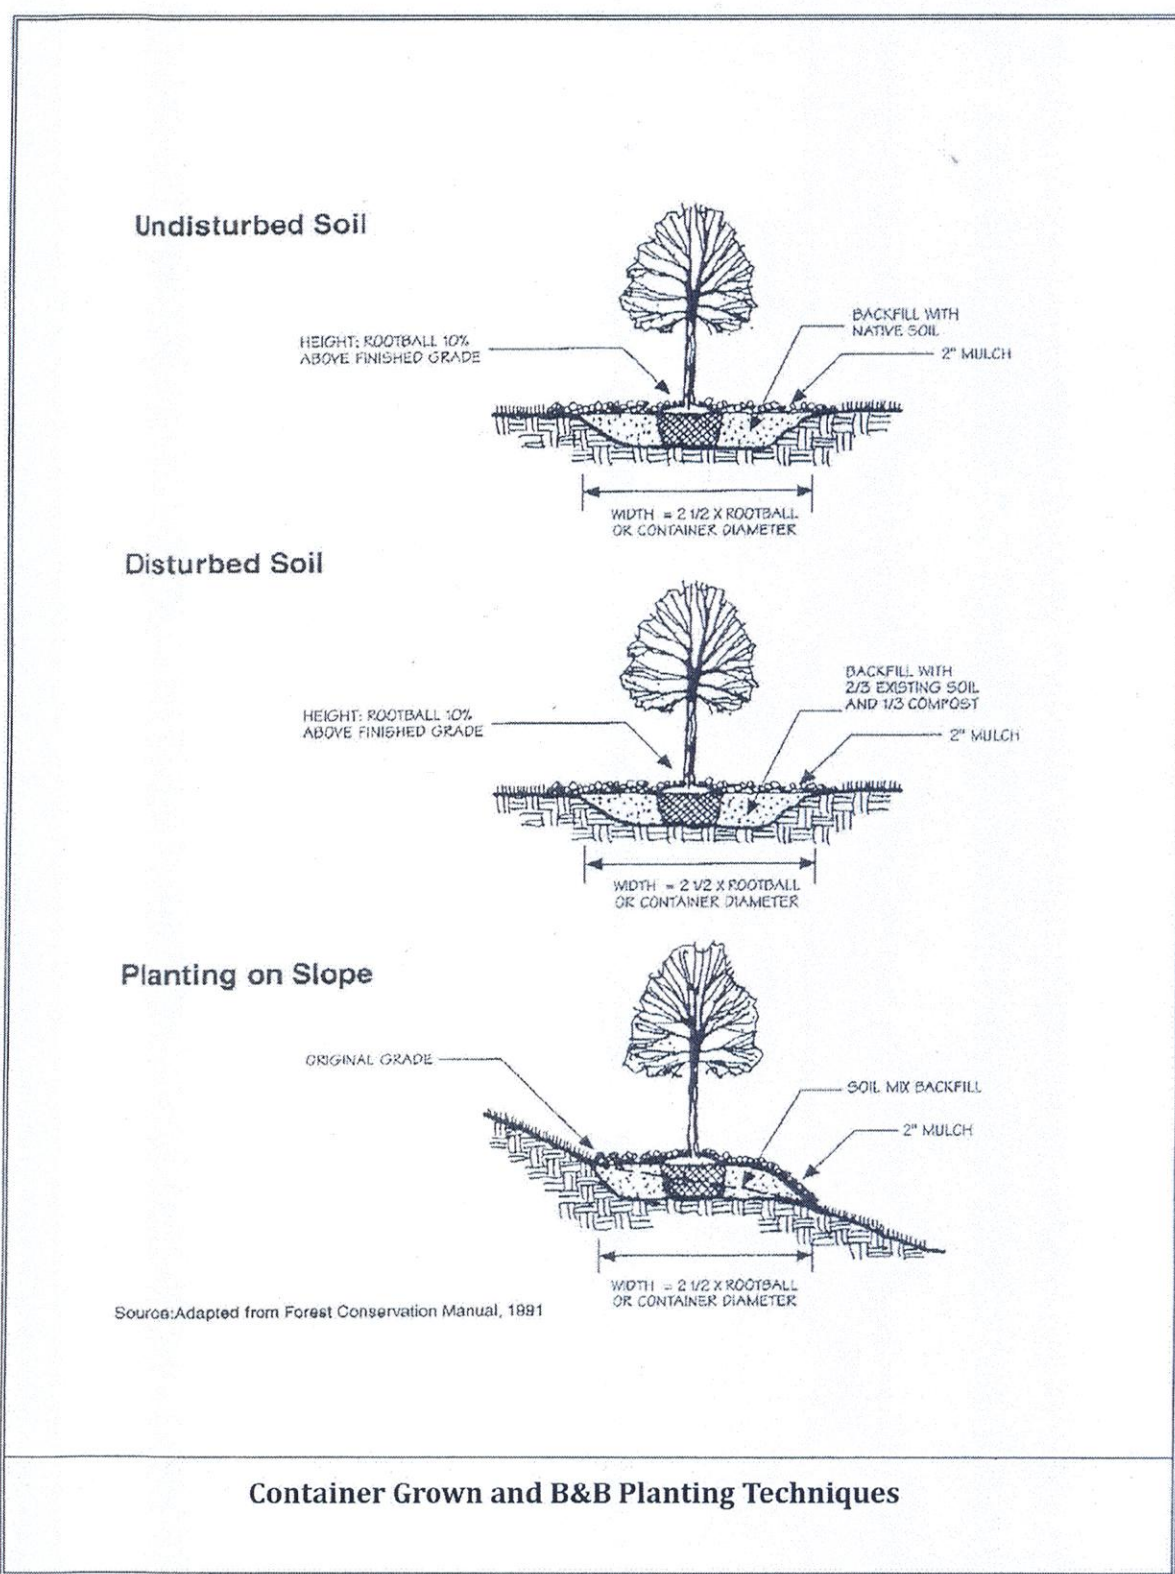 Undisturbed Soil
HEIGHT: ROOTBALL 10%
ABOVE FINISHED GRADE
BACKFILL WITH
NATIVE SOIL
2" MULCH
WIDTH = 2 1/2 X ROOTBALL
OR CONTAINER DIAMETER
Disturbed Soil
HEIGHT: ROOTBALL 10%
ABOVE FINISHED GRADE
BACKFILL WITH
2/3 EXISTING SOIL
AND 1/3 COMPOST
2" MULCH
WIDTH = 2 1/2 X ROOTBALL
OR CONTAINER DIAMETER
Planting on Slope
ORIGINAL GRADE
SOIL MIX BACKFILL
2" MULCH
WIDTH = 2 1/2 X ROOTBALL
OR CONTAINER DIAMETER
Source:Adapted from Forest Conservation Manual, 1991
Container Grown and B&B Planting Techniques